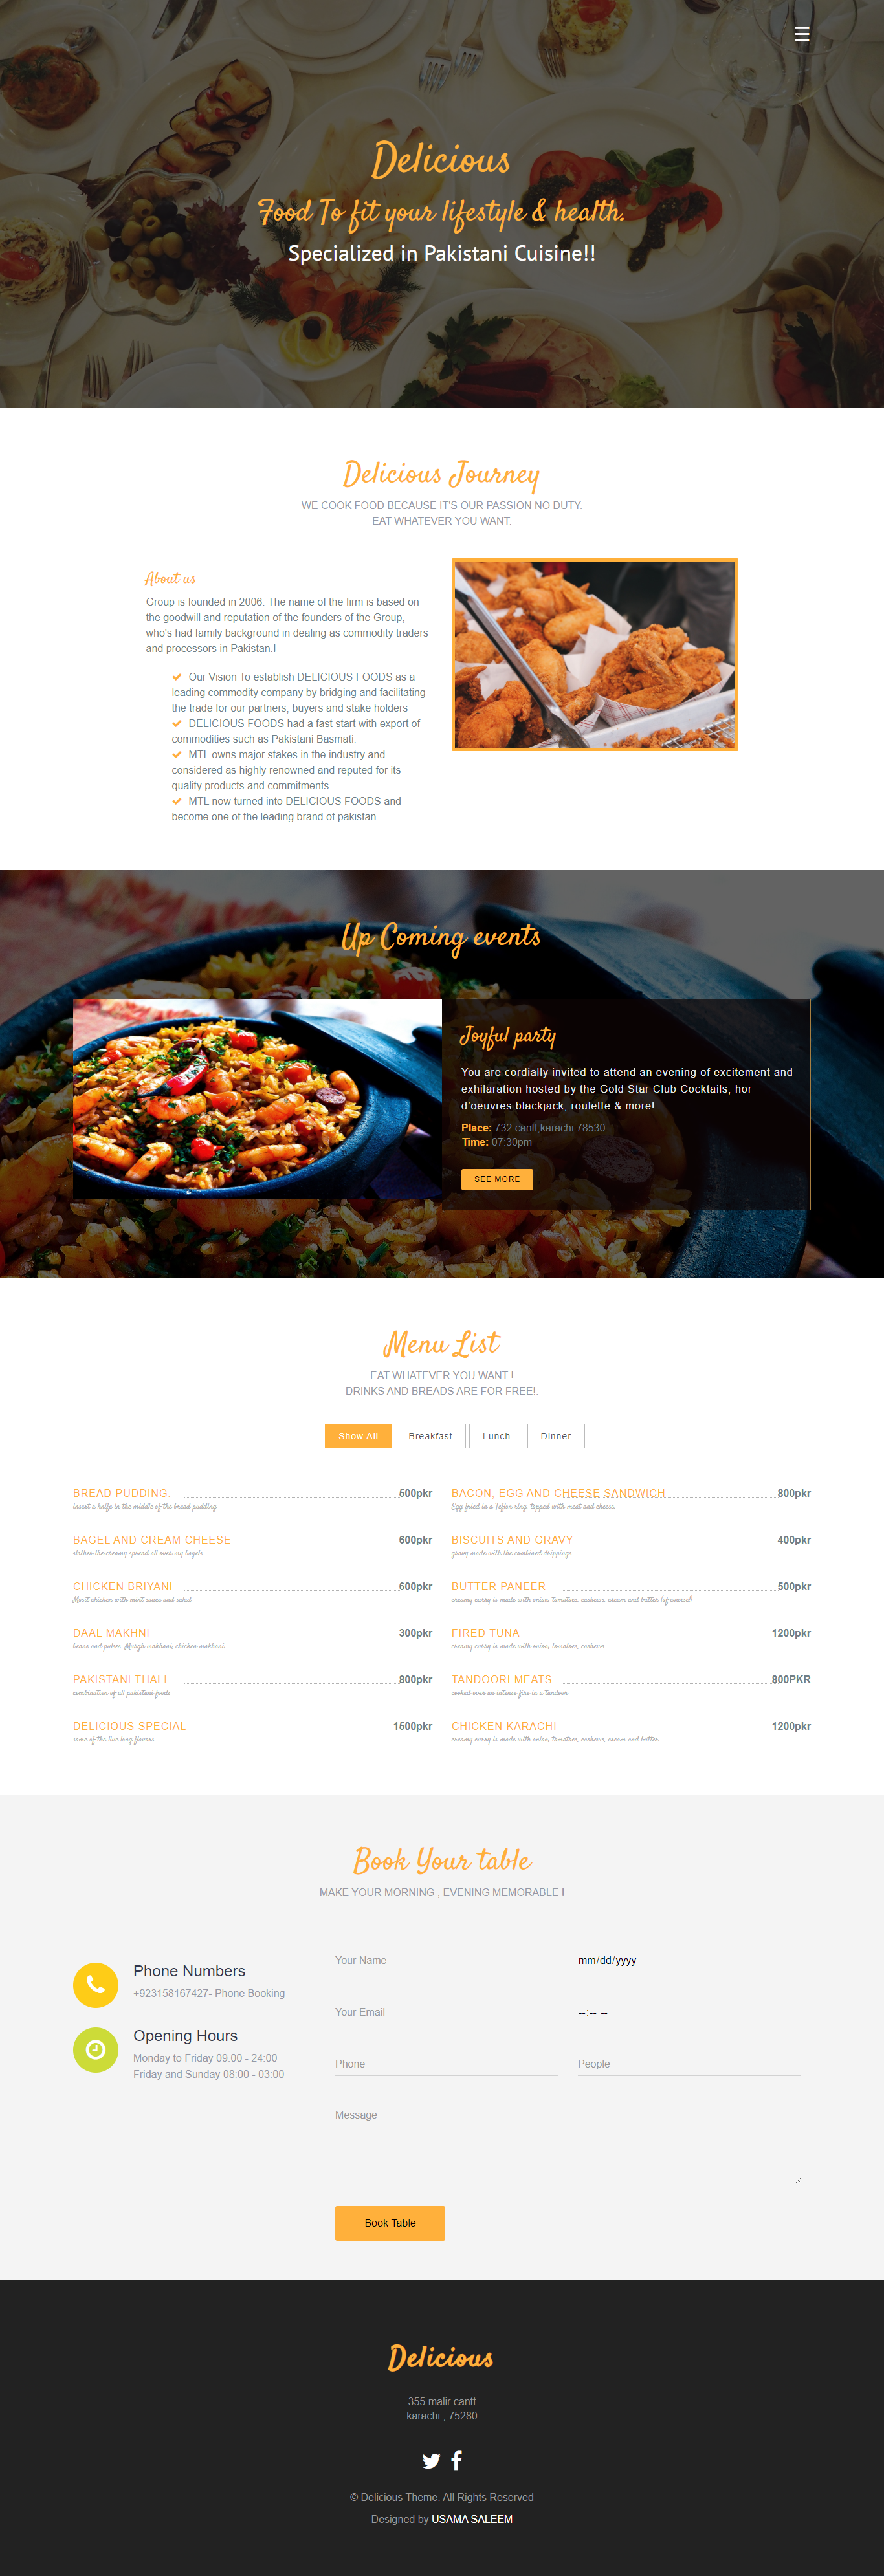 Delicious
Food To fit your lifestyle & health.
Specialized in Pakistani Cuisine!!
Delicious Journey
WE COOK FOOD BECAUSE IT'S OUR PASSION NO DUTY.
EAT WHATEVER YOU WANT.
About us
Group is founded in 2006. The name of the firm is based on
the goodwill and reputation of the founders of the Group,
who's had family background in dealing as commodity traders
and processors in Pakistan.!
Our Vision To establish DELICIOUS FOODS as a
leading commodity company by bridging and facilitating
the trade for our partners, buyers and stake holders
DELICIOUS FOODS had a fast start with export of
commodities such as Pakistani Basmati.
MTL owns major stakes in the industry and
considered as highly renowned and reputed for its
quality products and commitments
MTL now turned into DELICIOUS FOODS and
become one of the leading brand of pakistan .
Up Coming events
Joyful party
You are cordially invited to attend an evening of excitement and
exhilaration hosted by the Gold Star Club Cocktails, hor
d'oeuvres blackjack, roulette & more!.
Place: 732 cantt,karachi 78530
Time: 07:30pm
SEE MORE
Menu List
EAT WHATEVER YOU WANT !
DRINKS AND BREADS ARE FOR FREE!.
Show All Breakfast Lunch Dinner
BREAD PUDDING. 500pkr
insert a knife in the middle of the bread pudding
BAGEL AND CREAM CHEESE 600pkr
slather the creamy spread all over my bagels
CHICKEN BRIYANI 600pkr
Morit chicken with mint sauce and salad
DAAL MAKHNI 300pkr
beans and pulses. Murgh makhani, chicken makhani
PAKISTANI THALI 800pkr
combination of all pakistani foods
DELICIOUS SPECIAL 1500pkr
some of the live long flavors
BACON, EGG AND CHEESE SANDWICH 800pkr
Egg fried in a Teflon ring, topped with meat and cheese.
BISCUITS AND GRAVY 400pkr
gravy made with the combined drippings
BUTTER PANEER 500pkr
creamy curry is made with onion, tomatoes, cashews, cream and butter (of course)!
FIRED TUNA 1200pkr
creamy curry is made with onion, tomatoes, cashews
TANDOORI MEATS 800PKR
cooked over an intense fire in a tandoor
CHICKEN KARACHI 1200pkr
creamy curry is made with onion, tomatoes, cashews, cream and butter
Book Your table
MAKE YOUR MORNING , EVENING MEMORABLE !
Phone Numbers
+923158167427- Phone Booking
Opening Hours
Monday to Friday 09.00 - 24:00
Friday and Sunday 08:00 - 03:00
Your Name mm/dd/yyyy
Your Email --:-- --
Phone People
Message
Book Table
Delicious
355 malir cantt
karachi , 75280
© Delicious Theme. All Rights Reserved
Designed by USAMA SALEEM